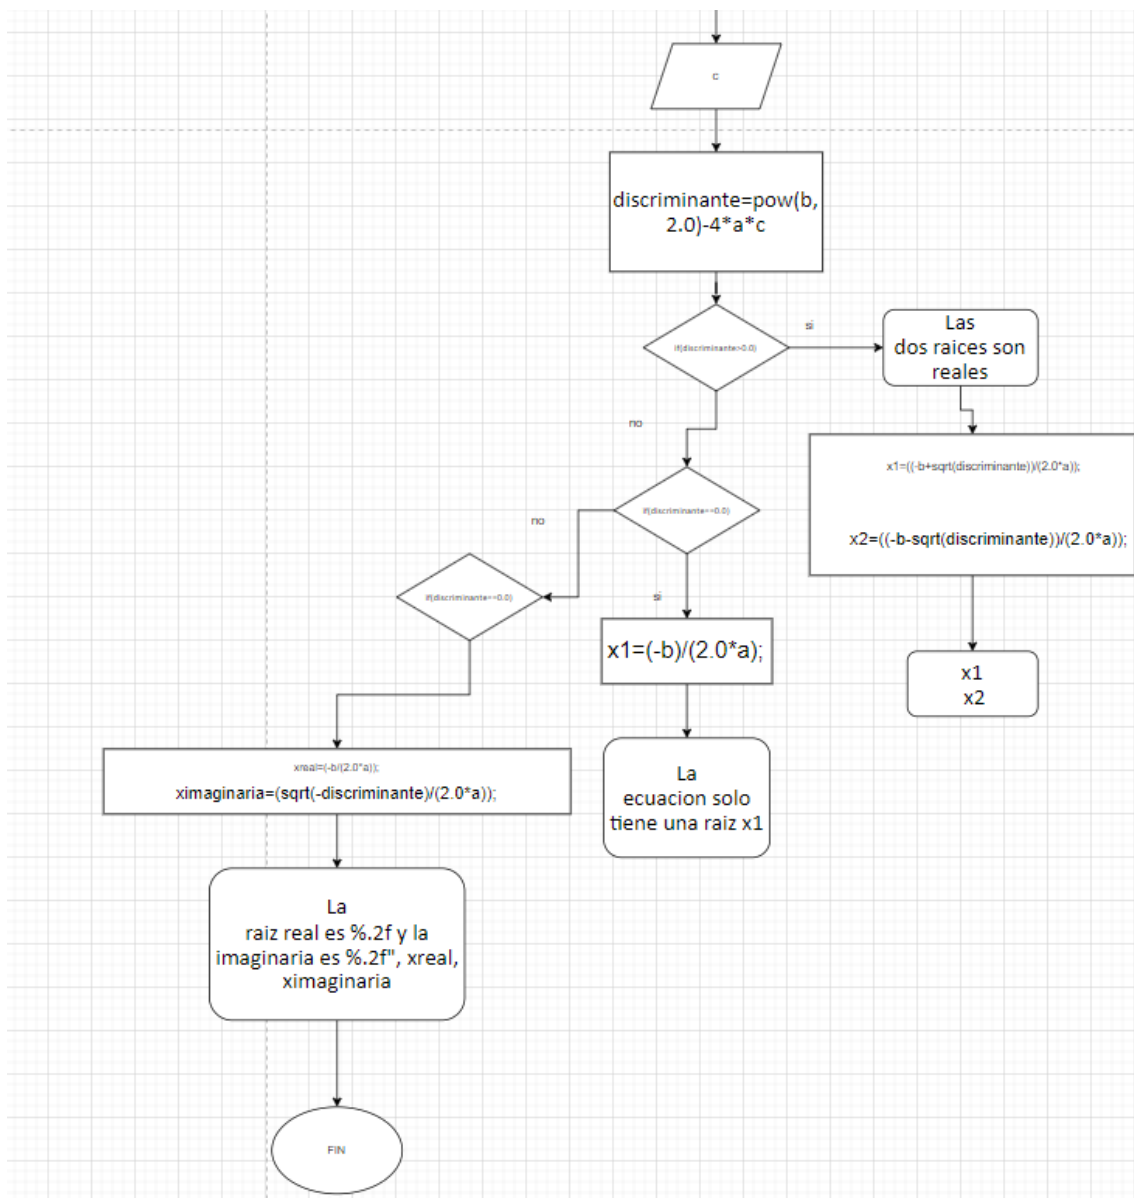 c
discriminante=pow(b,
2.0)-4*a*c
if(discriminante>0.0)
si.
Las
dos raices son
reales
no
x1=((-b+sqrt(discriminante))/(2.0*a));
x2=((-b-sqrt(discriminante))/(2.0*a));
if(discriminante==0.0)
no
if(discriminante==0.0)
si.
x1=(-b)/(2.0*a);
x1
x2
La
ecuacion solo
tiene una raiz x1
xreal=(-b/(2.0*a));
ximaginaria=(sqrt(-discriminante)/(2.0*a));
La
raiz real es %.2f y la
imaginaria es %.2f", xreal,
ximaginaria
FIN